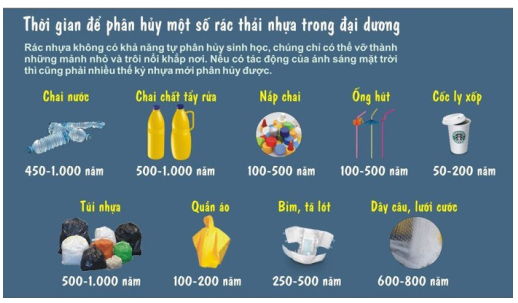 Thời gian để phân hủy một số rác thải nhựa trong đại dương
Rác nhựa không có khả năng tự phân hủy sinh học, chúng chỉ có thể vỡ thành
những mảnh nhỏ và trôi nổi khắp nơi. Nếu có tác động của ánh sáng mặt trời
thì cũng phải nhiều thế kỷ nhựa mới phân hủy được.
Chai nước
Chai chất tẩy rửa
Nắp chai
Ống hút
Cốc ly xốp
450-1.000 năm
500-1.000 năm
100-500 năm
100-500 năm
50-200 năm
Túi nhựa
Quần áo
Bỉm, tã lót
Dây câu, lưới cước
500-1.000 năm
100-200 năm
250-500 năm
600-800 năm